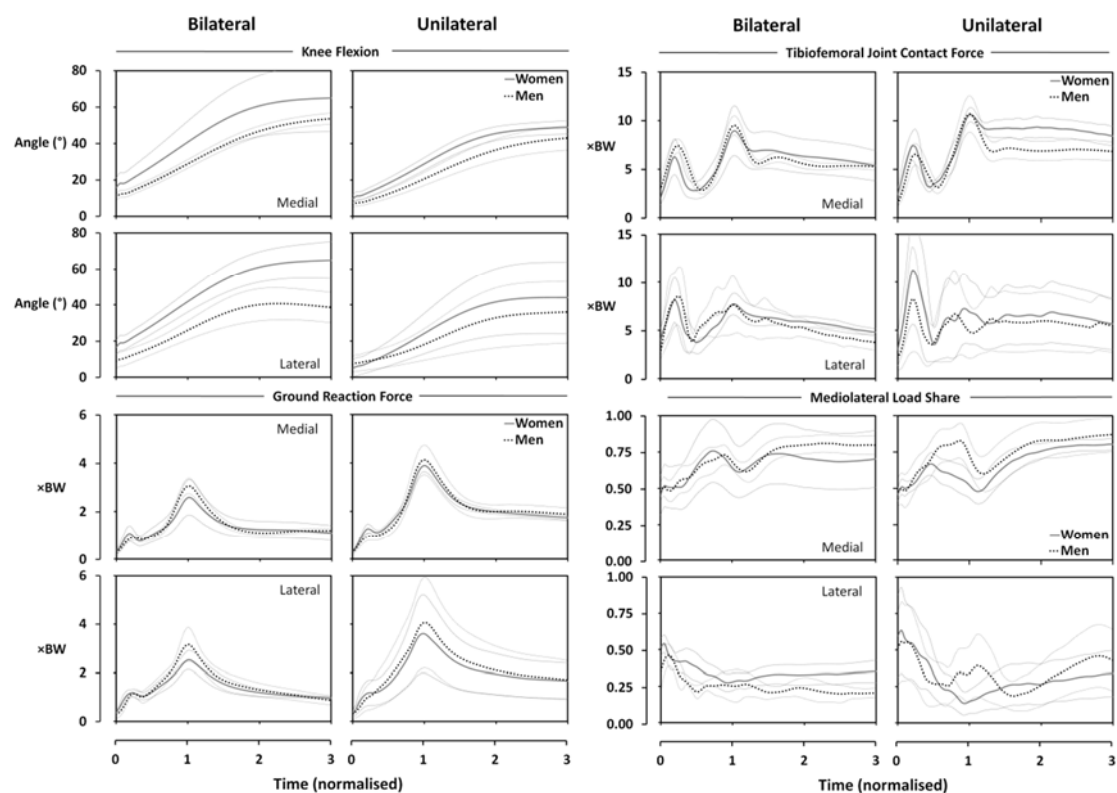 Bilateral Unilateral
Knee Flexion
80
60
Angle (°) 40
20
0
Medial
Women
Men
80
60
Angle (°) 40
20
0
Lateral
Ground Reaction Force
6
4
×BW
2
0
Medial
Women
Men
6
4
×BW
2
0
Lateral
0 1 2 3 0 1 2 3
Time (normalised)
Bilateral Unilateral
Tibiofemoral Joint Contact Force
15
10
×BW
5
0
Medial
Women
Men
15
10
×BW
5
0
Lateral
Mediolateral Load Share
1.00
0.75
×BW
0.50
0.25
0.00
Medial
Women
Men
1.00
0.75
×BW
0.50
0.25
0.00
Lateral
0 1 2 3 0 1 2 3
Time (normalised)